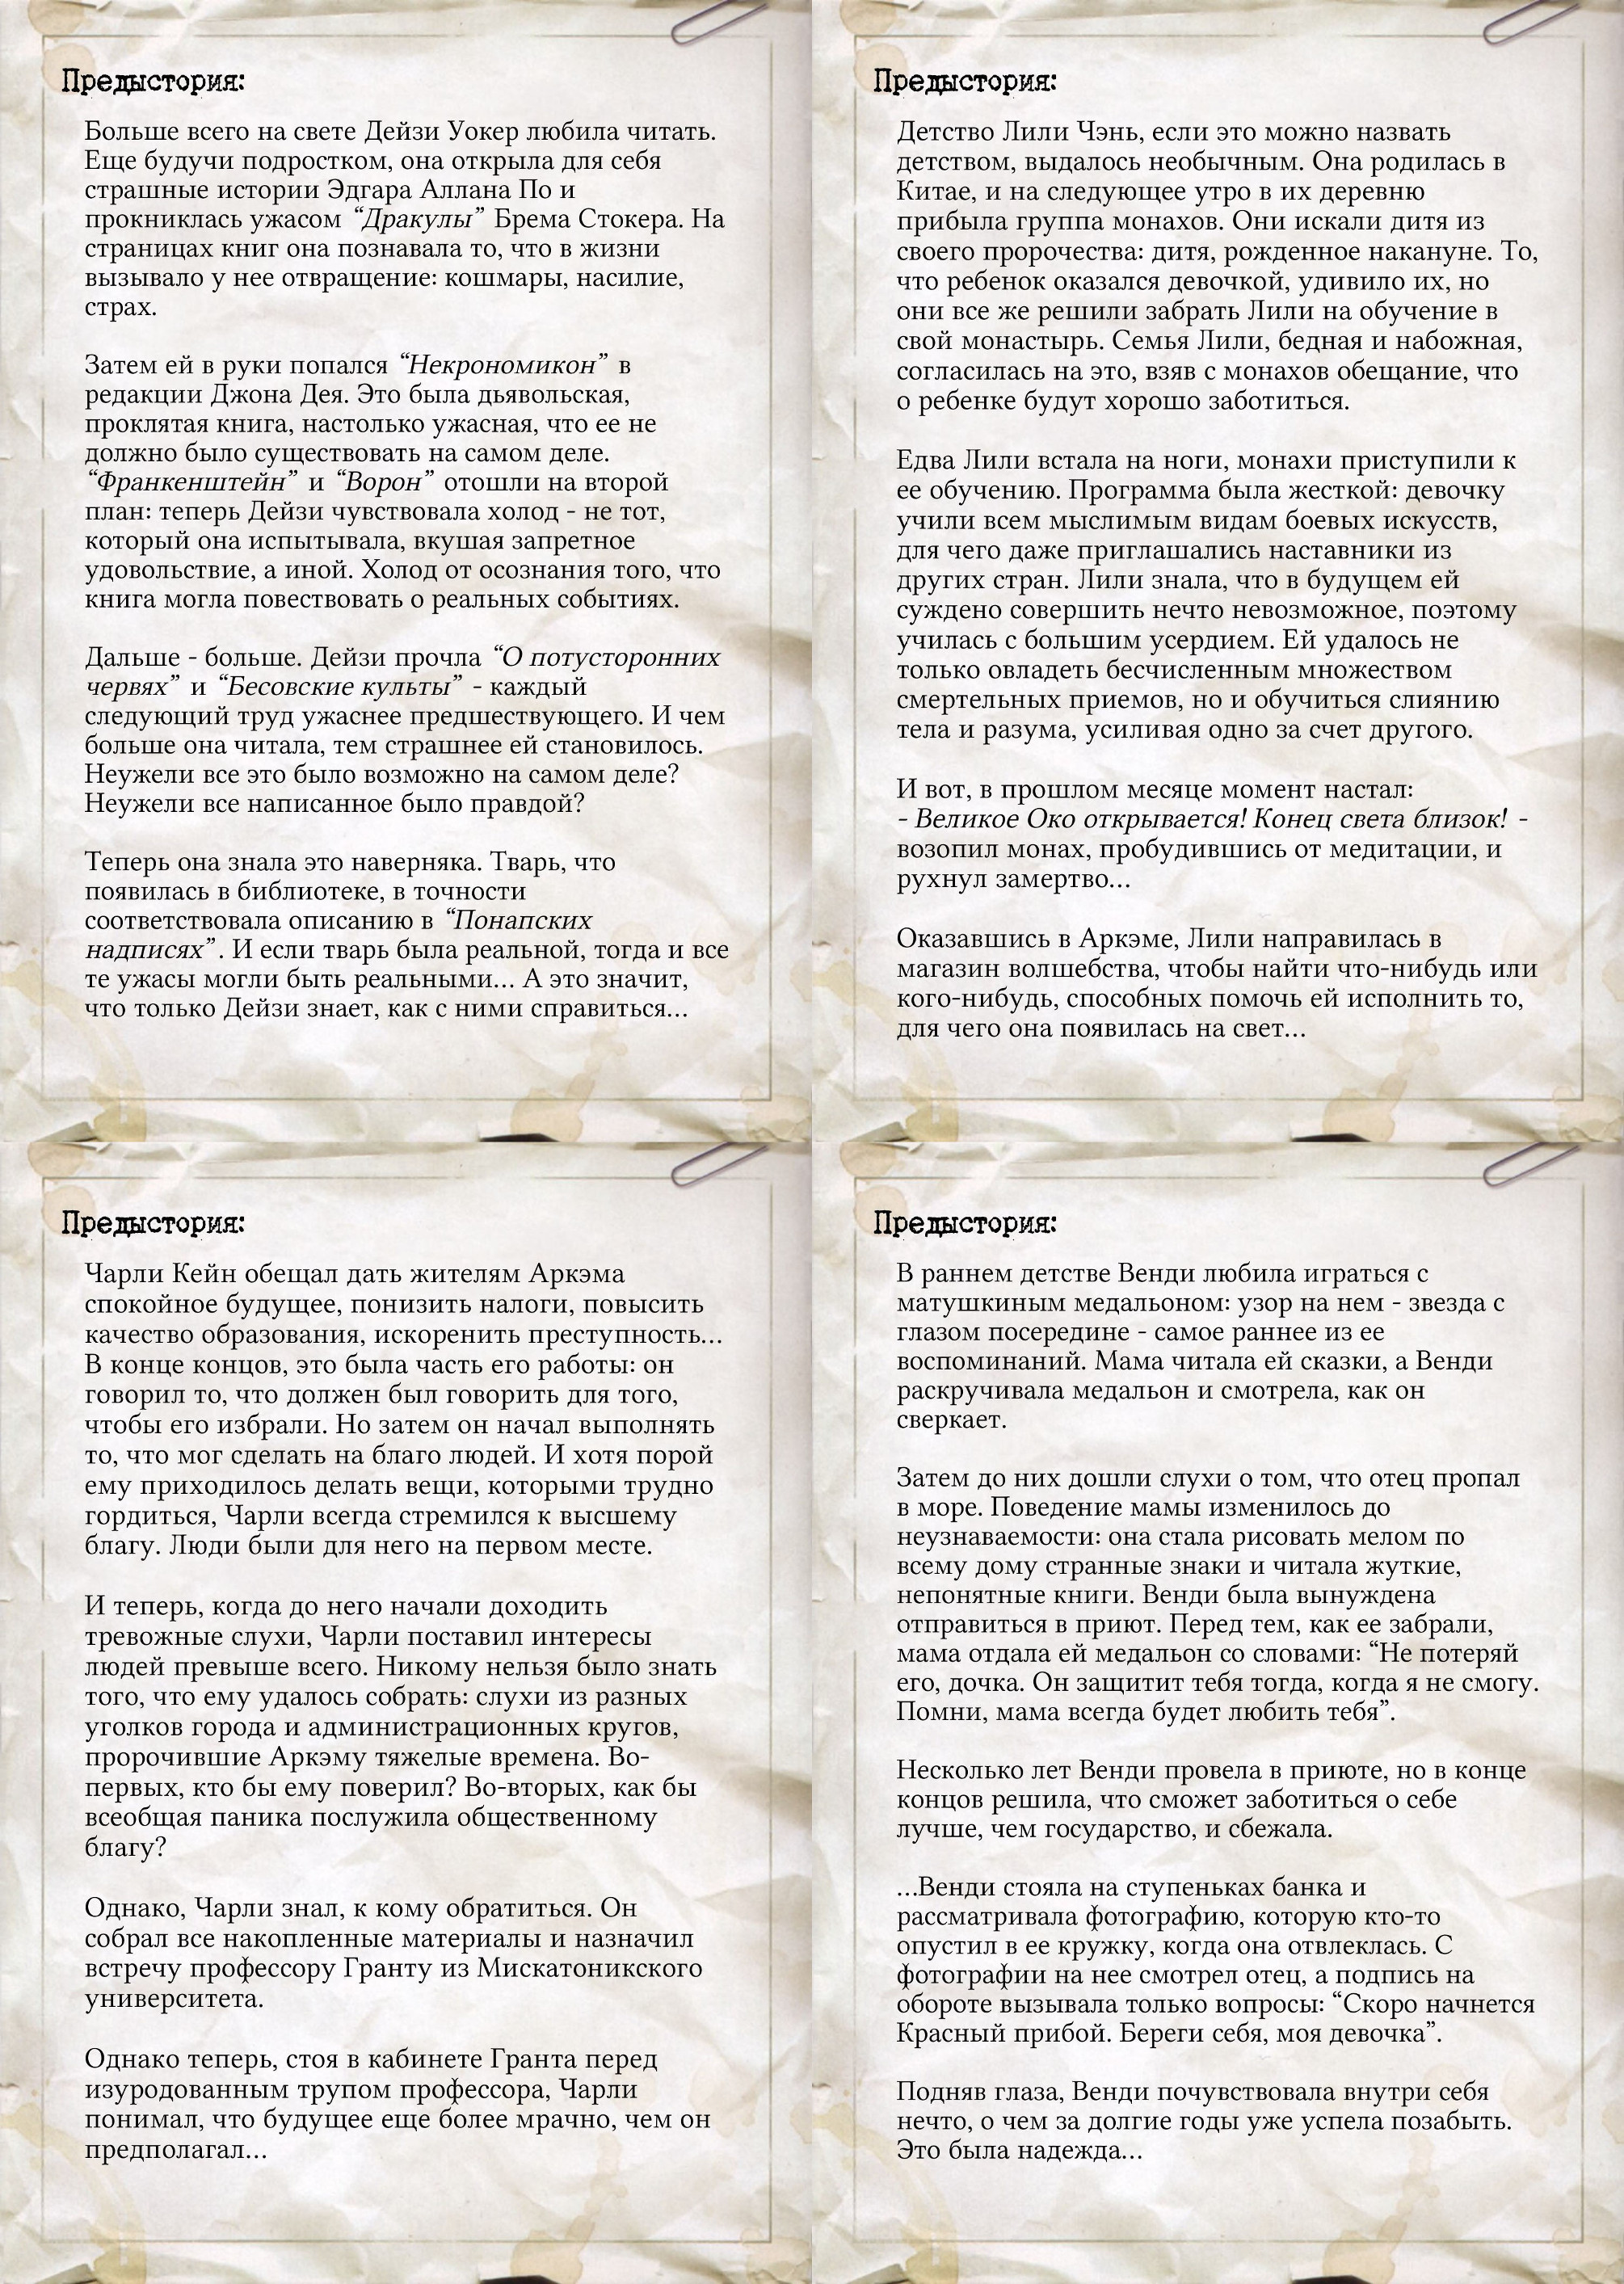 Предыстория:
Больше всего на свете Дейзи Уокер любила читать.
Еще будучи подростком, она открыла для себя
страшные истории Эдгара Аллана По и
прокниклась ужасом “Дракулы” Брема Стокера. На
страницах книг она познавала то, что в жизни
вызывало у нее отвращение: кошмары, насилие,
страх.
Затем ей в руки попался “Некрономикон” в
редакции Джона Дея. Это была дьявольская,
проклятая книга, настолько ужасная, что ее не
должно было существовать на самом деле.
“Франкенштейн” и “Ворон” отошли на второй
план: теперь Дейзи чувствовала холод - не тот,
который она испытывала, вкушая запретное
удовольствие, а иной. Холод от осознания того, что
книга могла повествовать о реальных событиях.
Дальше - больше. Дейзи прочла “О потусторонних
червях” и “Бесовские культы” - каждый
следующий труд ужаснее предшествующего. И чем
больше она читала, тем страшнее ей становилось.
Неужели все это было возможно на самом деле?
Неужели все написанное было правдой?
Теперь она знала это наверняка. Тварь, что
появилась в библиотеке, в точности
соответствовала описанию в “Понапских
надписях”. И если тварь была реальной, тогда и все
те ужасы могли быть реальными… А это значит,
что только Дейзи знает, как с ними справиться…
Предыстория:
Детство Лили Чэнь, если это можно назвать
детством, выдалось необычным. Она родилась в
Китае, и на следующее утро в их деревню
прибыла группа монахов. Они искали дитя из
своего пророчества: дитя, рожденное накануне. То,
что ребенок оказался девочкой, удивило их, но
они все же решили забрать Лили на обучение в
свой монастырь. Семья Лили, бедная и набожная,
согласилась на это, взяв с монахов обещание, что
о ребенке будут хорошо заботиться.
Едва Лили встала на ноги, монахи приступили к
ее обучению. Программа была жесткой: девочку
учили всем мыслимым видам боевых искусств,
для чего даже приглашались наставники из
других стран. Лили знала, что в будущем ей
суждено совершить нечто невозможное, поэтому
училась с большим усердием. Ей удалось не
только овладеть бесчисленным множеством
смертельных приемов, но и обучиться слиянию
тела и разума, усиливая одно за счет другого.
И вот, в прошлом месяце момент настал:
- Великое Око открывается! Конец света близок! -
возопил монах, пробудившись от медитации, и
рухнул замертво…
Оказавшись в Аркэме, Лили направилась в
магазин волшебства, чтобы найти что-нибудь или
кого-нибудь, способных помочь ей исполнить то,
для чего она появилась на свет…
Предыстория:
Чарли Кейн обещал дать жителям Аркэма
спокойное будущее, понизить налоги, повысить
качество образования, искоренить преступность…
В конце концов, это была часть его работы: он
говорил то, что должен был говорить для того,
чтобы его избрали. Но затем он начал выполнять
то, что мог сделать на благо людей. И хотя порой
ему приходилось делать вещи, которыми трудно
гордиться, Чарли всегда стремился к высшему
благу. Люди были для него на первом месте.
И теперь, когда до него начали доходить
тревожные слухи, Чарли поставил интересы
людей превыше всего. Никому нельзя было знать
того, что ему удалось собрать: слухи из разных
уголков города и администрационных кругов,
пророчившие Аркэму тяжелые времена. Во-
первых, кто бы ему поверил? Во-вторых, как бы
всеобщая паника послужила общественному
благу?
Однако, Чарли знал, к кому обратиться. Он
собрал все накопленные материалы и назначил
встречу профессору Гранту из Мискатоникского
университета.
Однако теперь, стоя в кабинете Гранта перед
изуродованным трупом профессора, Чарли
понимал, что будущее еще более мрачно, чем он
предполагал…
Предыстория:
В раннем детстве Венди любила играться с
матушкиным медальоном: узор на нем - звезда с
глазом посередине - самое раннее из ее
воспоминаний. Мама читала ей сказки, а Венди
раскручивала медальон и смотрела, как он
сверкает.
Затем до них дошли слухи о том, что отец пропал
в море. Поведение мамы изменилось до
неузнаваемости: она стала рисовать мелом по
всему дому странные знаки и читала жуткие,
непонятные книги. Венди была вынуждена
отправиться в приют. Перед тем, как ее забрали,
мама отдала ей медальон со словами: “Не потеряй
его, дочка. Он защитит тебя тогда, когда я не смогу.
Помни, мама всегда будет любить тебя”.
Несколько лет Венди провела в приюте, но в конце
концов решила, что сможет заботиться о себе
лучше, чем государство, и сбежала.
…Венди стояла на ступеньках банка и
рассматривала фотографию, которую кто-то
опустил в ее кружку, когда она отвлеклась. С
фотографии на нее смотрел отец, а подпись на
обороте вызывала только вопросы: “Скоро начнется
Красный прибой. Береги себя, моя девочка”.
Подняв глаза, Венди почувствовала внутри себя
нечто, о чем за долгие годы уже успела позабыть.
Это была надежда…